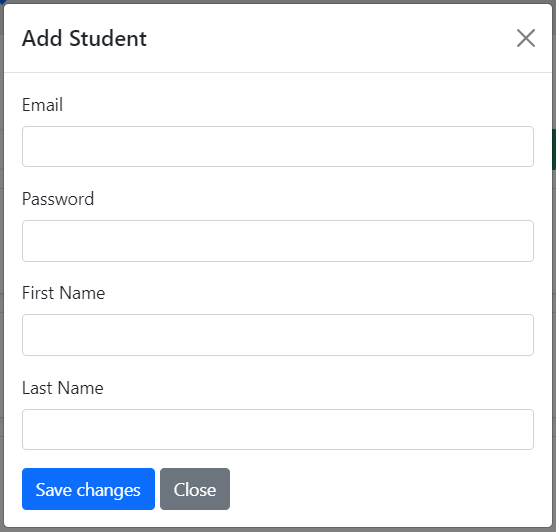 Add Student
Email
Password
First Name
Last Name
Save changes Close